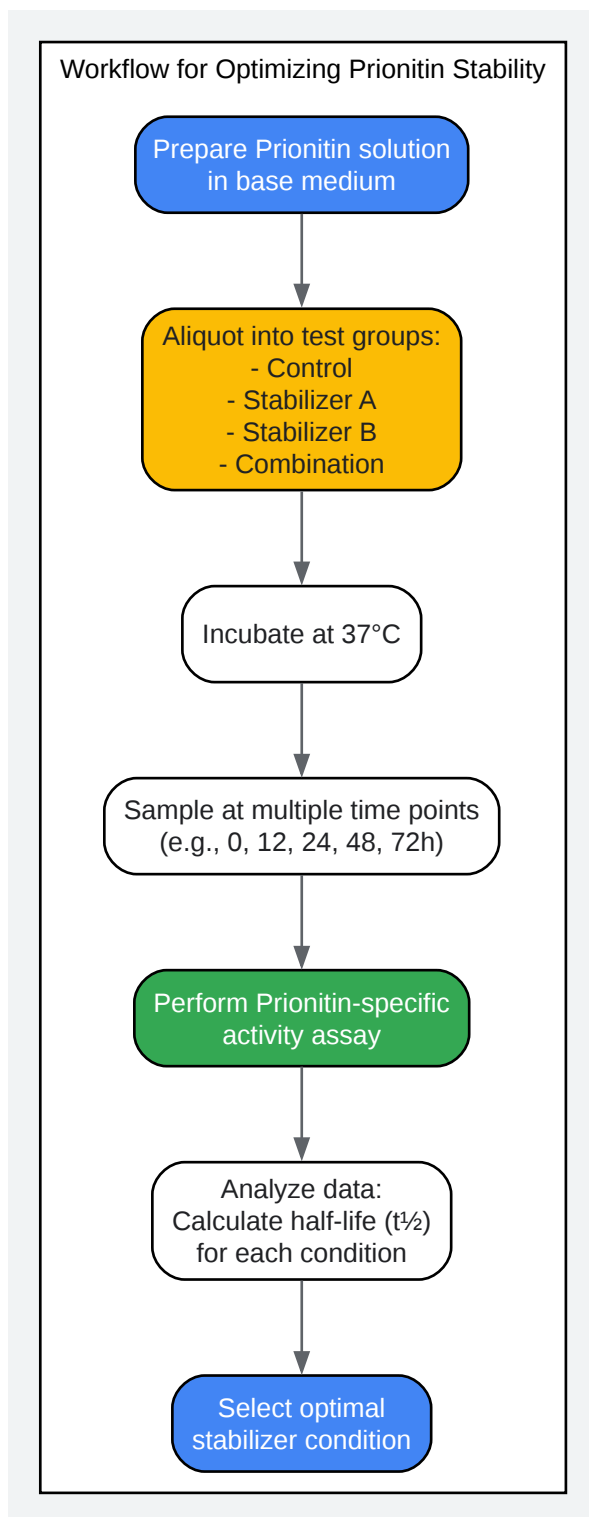 Workflow for Optimizing Prionitin Stability
Prepare Prionitin solution
in base medium
Aliquot into test groups:
- Control
- Stabilizer A
- Stabilizer B
- Combination
Incubate at 37°C
Sample at multiple time points
(e.g., 0, 12, 24, 48, 72h)
Perform Prionitin-specific
activity assay
Analyze data:
Calculate half-life (t½)
for each condition
Select optimal
stabilizer condition